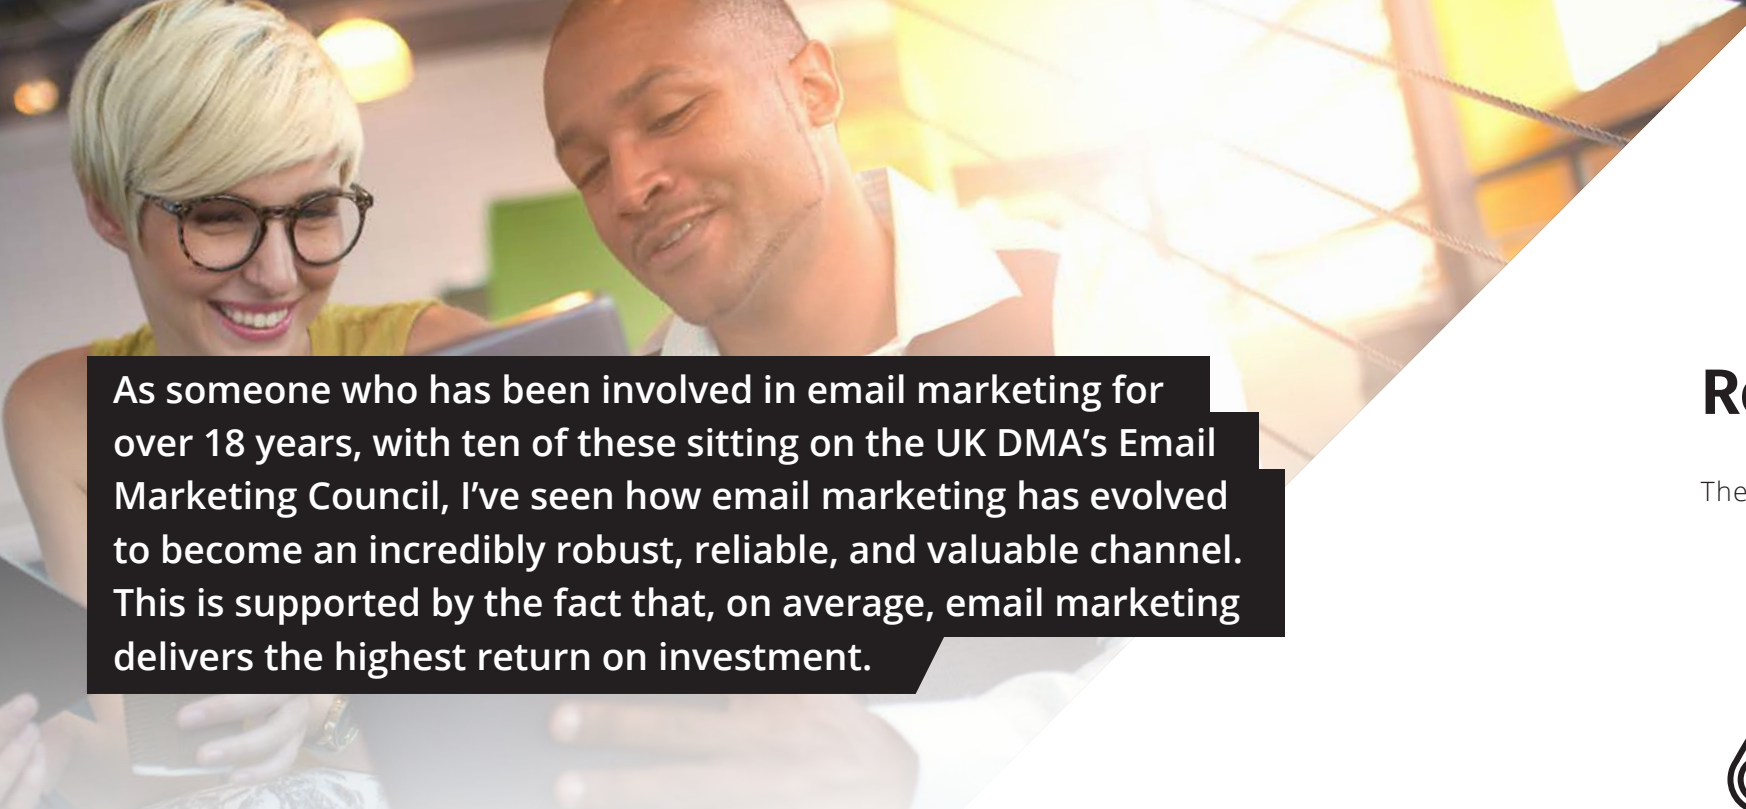 As someone who has been involved in email marketing for
over 18 years, with ten of these sitting on the UK DMA’s Email
Marketing Council, I’ve seen how email marketing has evolved
to become an incredibly robust, reliable, and valuable channel.
This is supported by the fact that, on average, email marketing
delivers the highest return on investment.
The